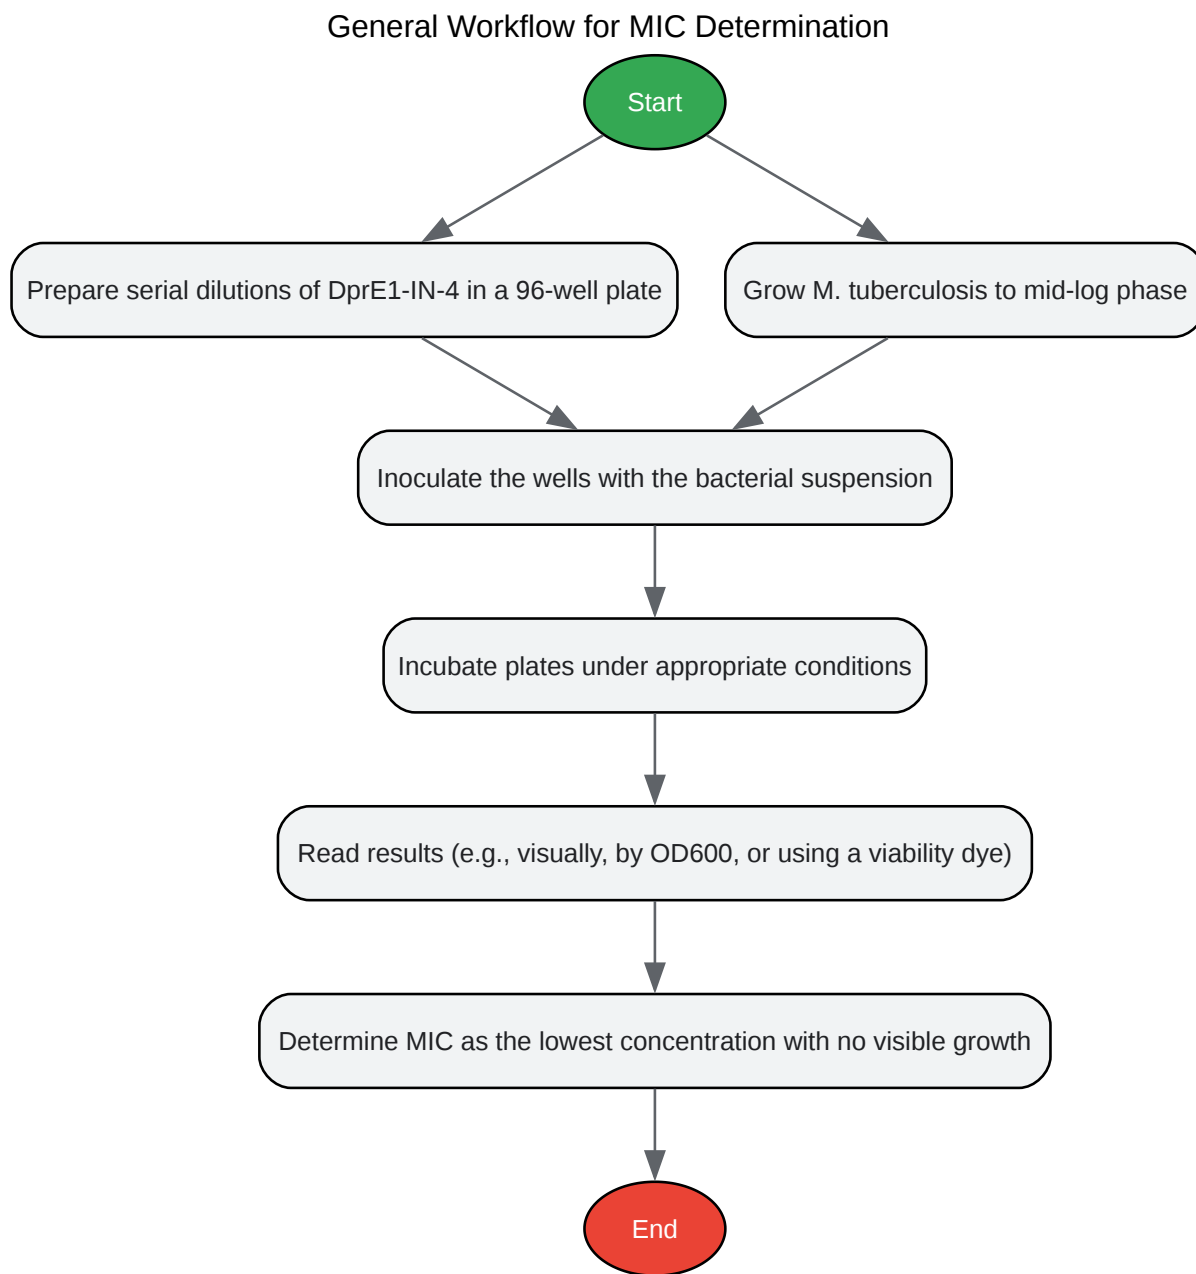 General Workflow for MIC Determination
Start
Prepare serial dilutions of DprE1-IN-4 in a 96-well plate
Grow M. tuberculosis to mid-log phase
Inoculate the wells with the bacterial suspension
Incubate plates under appropriate conditions
Read results (e.g., visually, by OD600, or using a viability dye)
Determine MIC as the lowest concentration with no visible growth
End